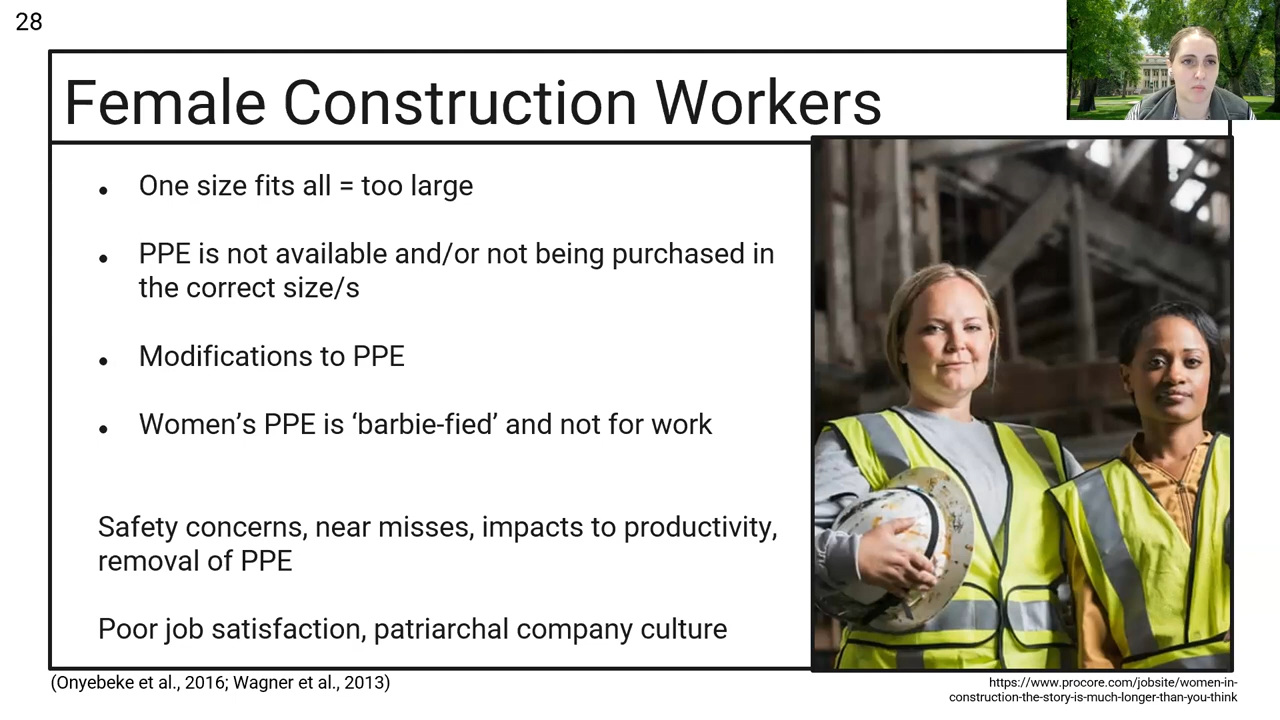 28
Female Construction Workers
• One size fits all = too large
• PPE is not available and/or not being purchased in
the correct size/s
• Modifications to PPE
• Women’s PPE is ‘barbie-fied’ and not for work
Safety concerns, near misses, impacts to productivity,
removal of PPE
Poor job satisfaction, patriarchal company culture
(Onyebeke et al., 2016; Wagner et al., 2013)
https://www.procore.com/jobsite/women-in-
construction-the-story-is-much-longer-than-you-think